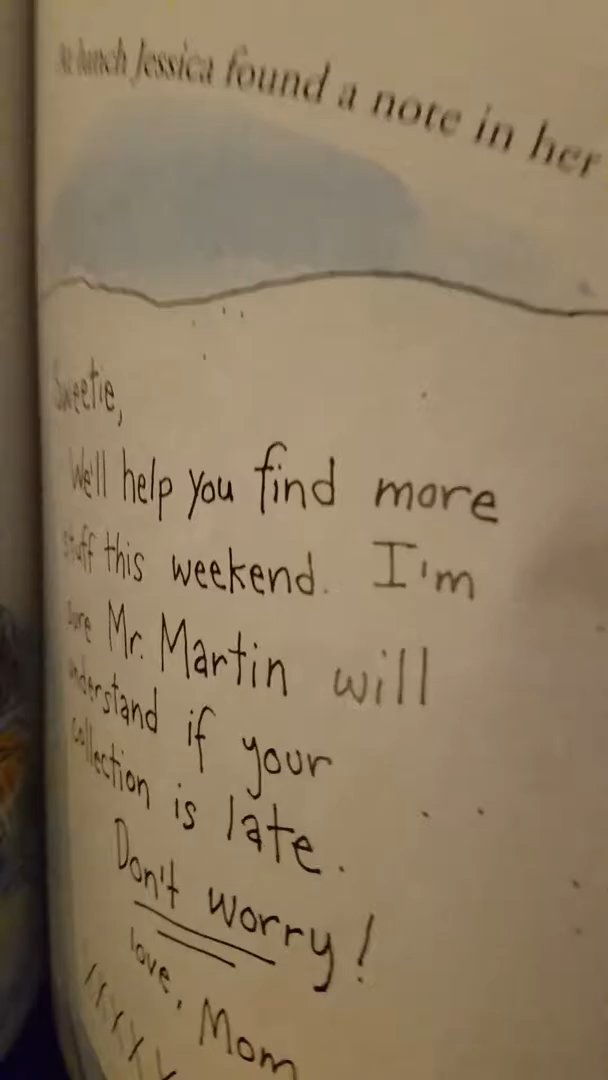 At lunch Jessica found a note in her
Sweetie,
We'll help you find more
stuff this weekend. I'm
sure Mr. Martin will
understand if your
collection is late.
Don't worry!
love, Mom
XXXXX